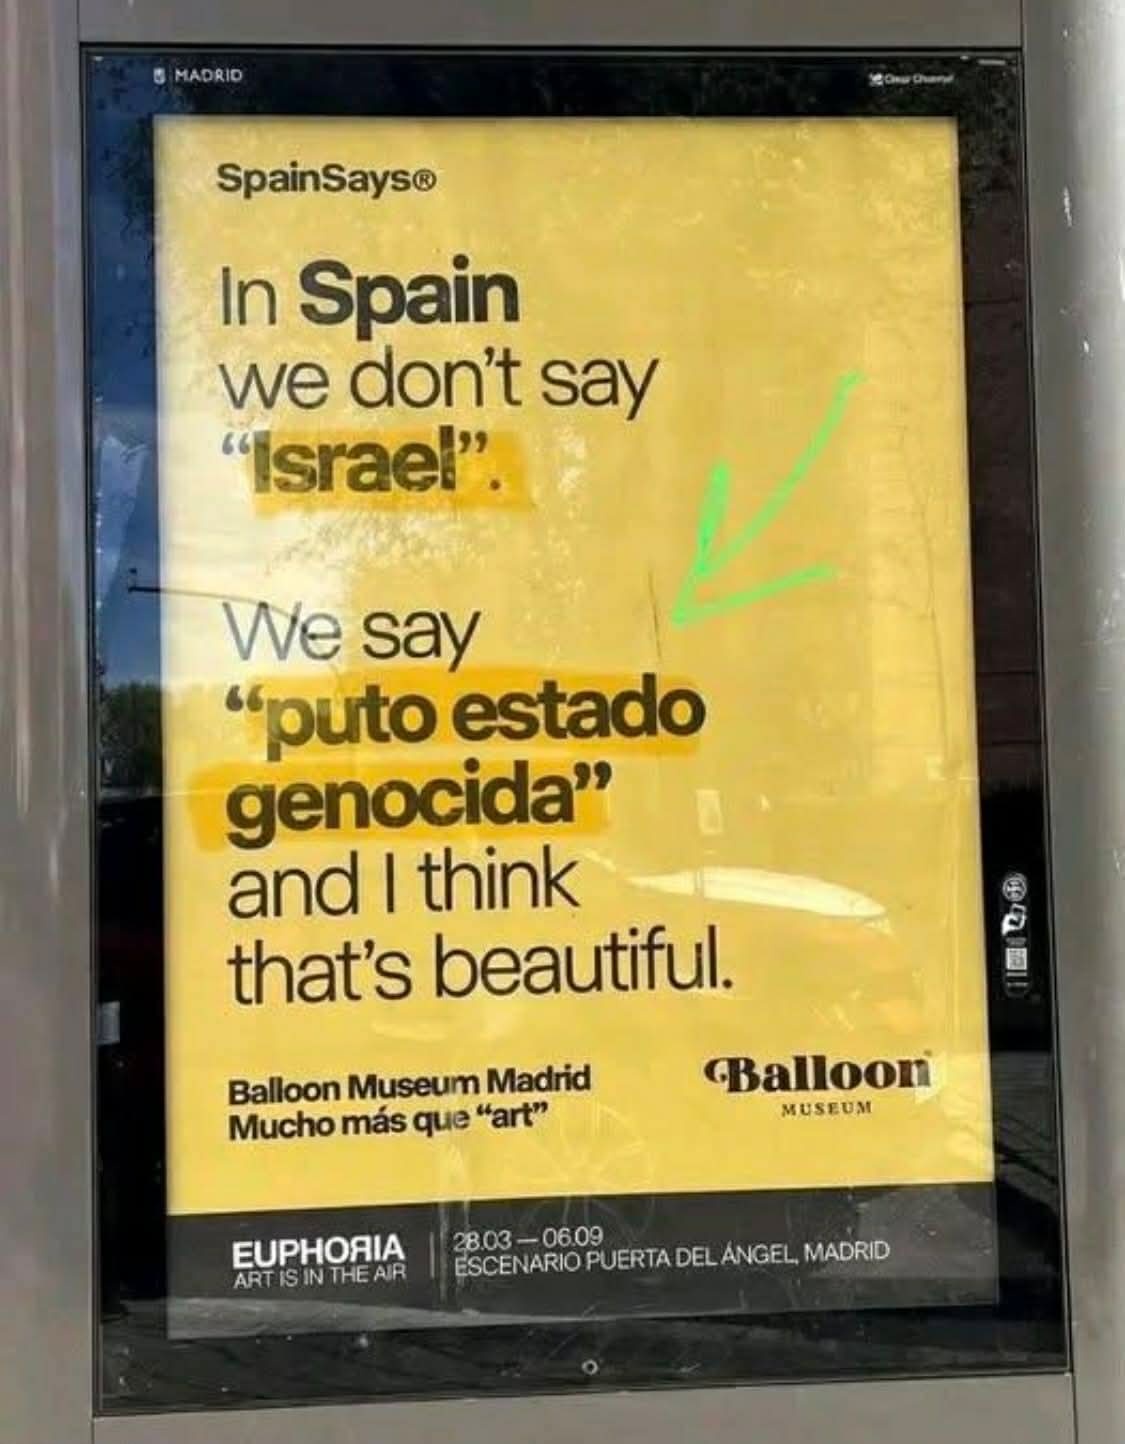 MADRID
Clear Channel
SpainSays®
In Spain
we don't say
“Israel”.
We say
“puto estado
genocida”
and I think
that's beautiful.
Balloon Museum Madrid
Mucho más que “art”
Balloon
MUSEUM
EUPHORIA
ART IS IN THE AIR
28.03 — 06.09
ESCENARIO PUERTA DEL ÁNGEL, MADRID